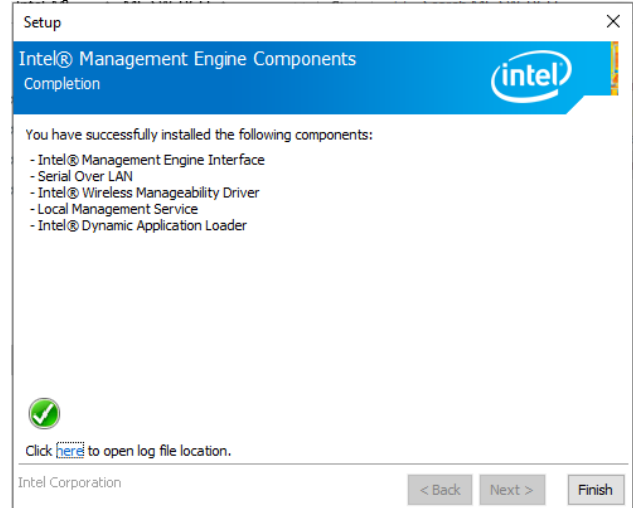 Setup
Intel® Management Engine Components
Completion
intel
You have successfully installed the following components:
- Intel® Management Engine Interface
- Serial Over LAN
- Intel® Wireless Manageability Driver
- Local Management Service
- Intel® Dynamic Application Loader
Click here to open log file location.
Intel Corporation
< Back Next > Finish